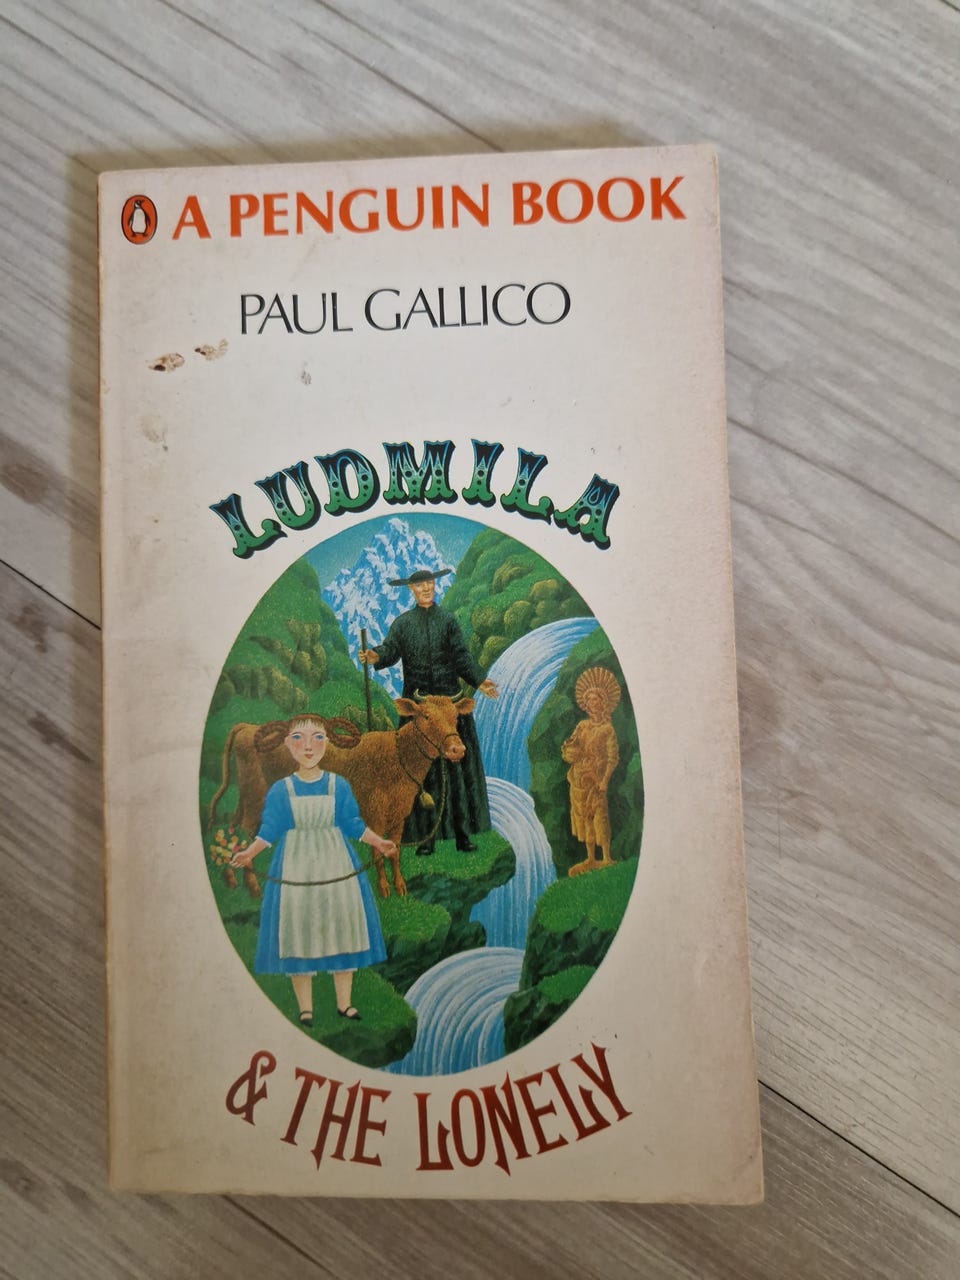 A PENGUIN BOOK
PAUL GALLICO
LUDMILA
& THE LONELY